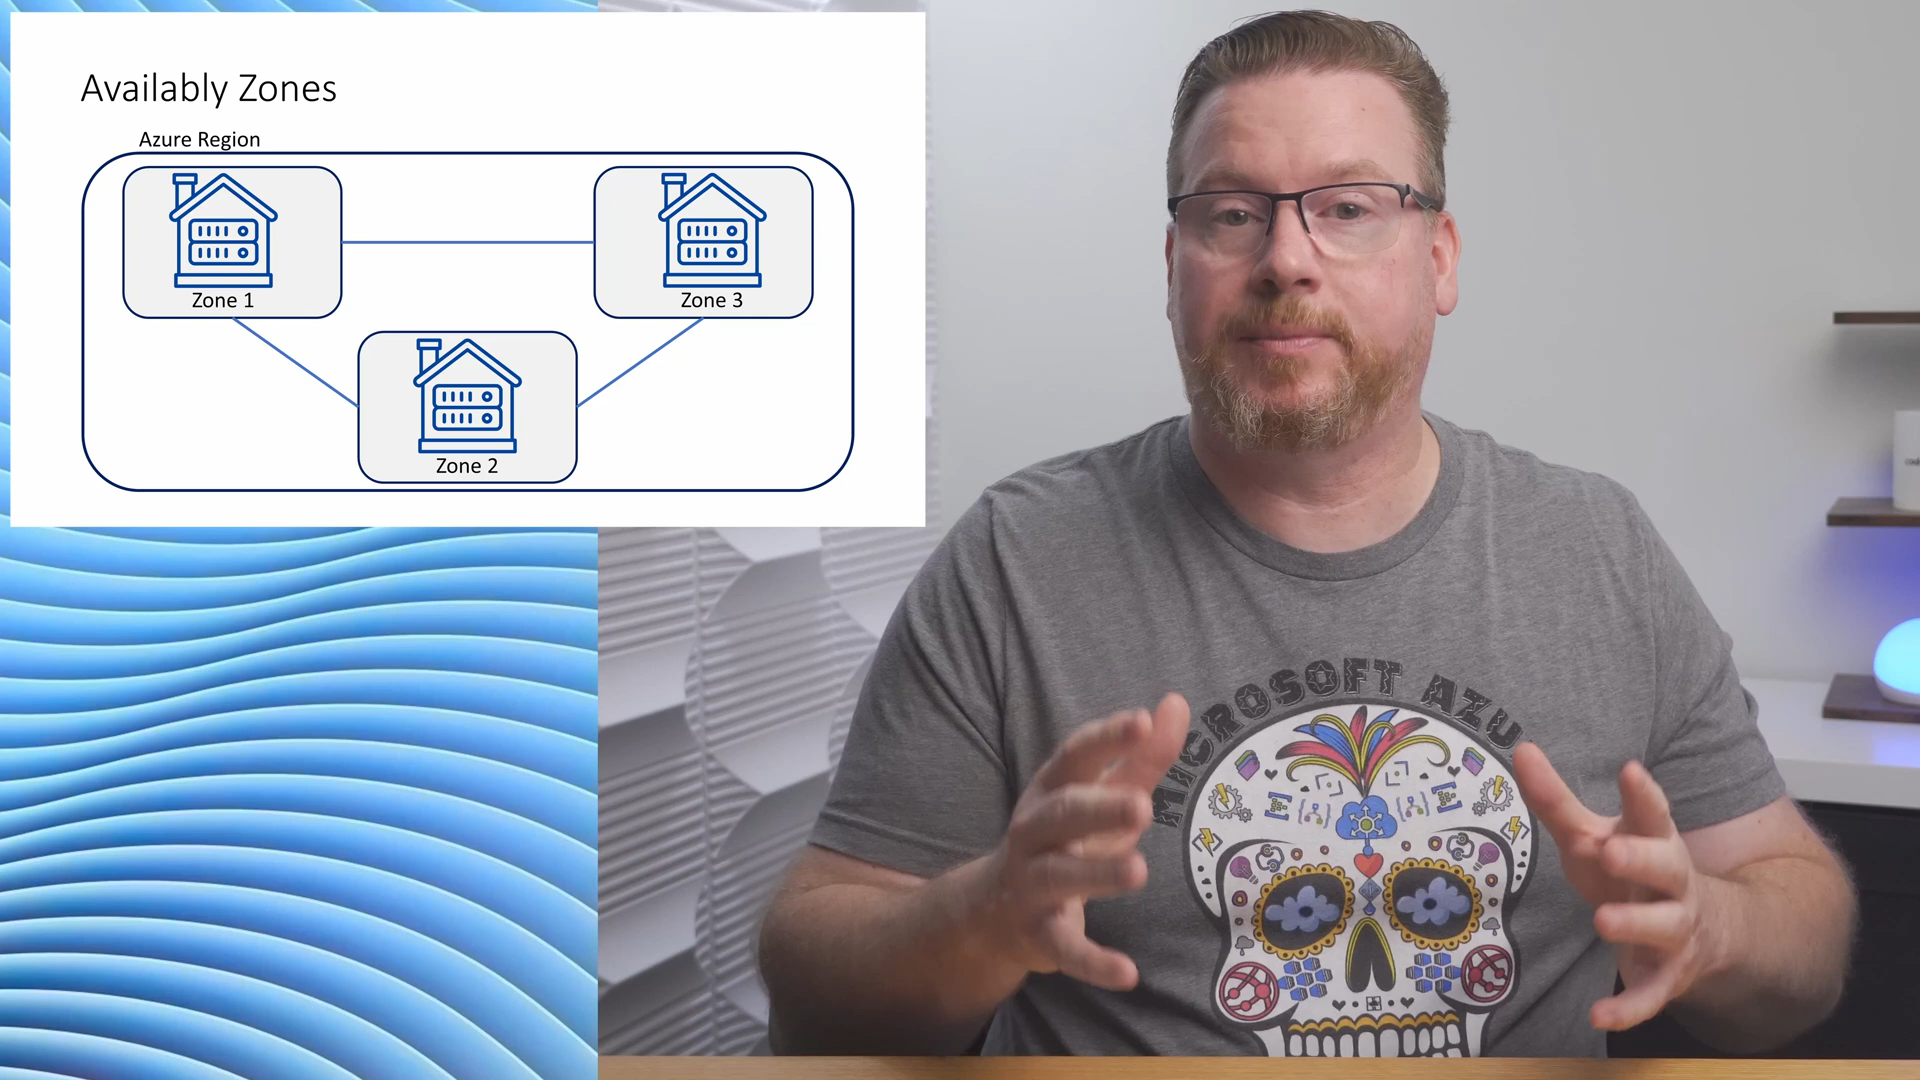 Availably Zones
Azure Region
Zone 1
Zone 3
Zone 2
MICROSOFT AZU